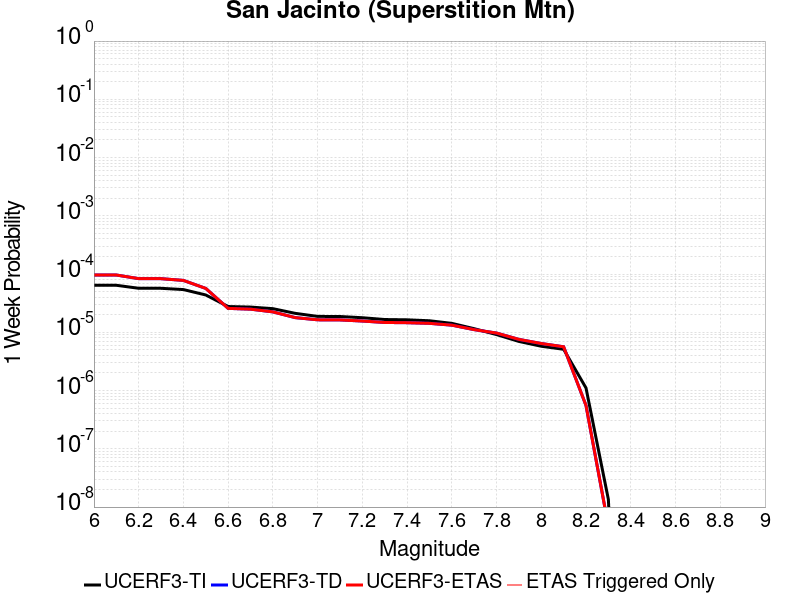 San Jacinto (Superstition Mtn)
10^0
10^-1
10^-2
10^-3
10^-4
10^-5
10^-6
10^-7
10^-8
1 Week Probability
6 6.2 6.4 6.6 6.8 7 7.2 7.4 7.6 7.8 8 8.2 8.4 8.6 8.8 9
Magnitude
UCERF3-TI UCERF3-TD UCERF3-ETAS ETAS Triggered Only